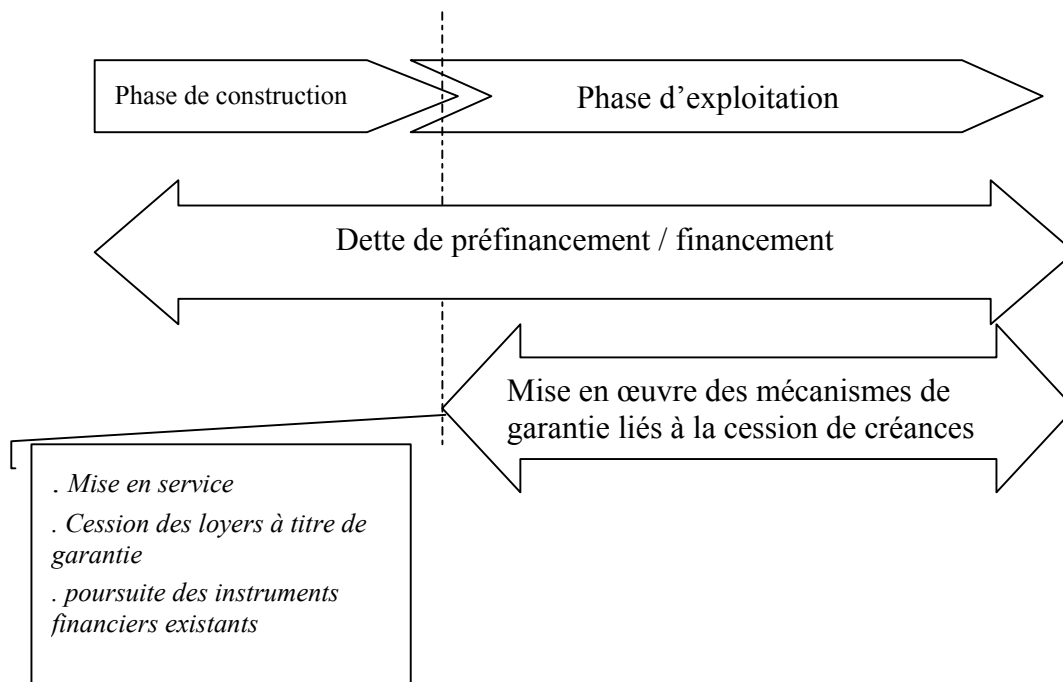 Phase de construction
Phase d’exploitation
Dette de préfinancement / financement
Mise en œuvre des mécanismes de
garantie liés à la cession de créances
. Mise en service
. Cession des loyers à titre de
garantie
. poursuite des instruments
financiers existants